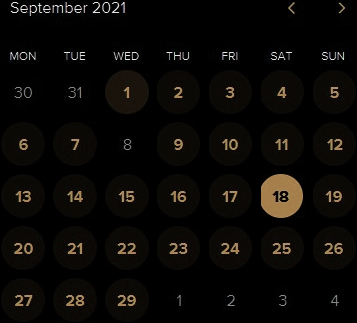 September 2021
MON TUE WED THU FRI SAT SUN
30 31 1 2 3 4 5
6 7 8 9 10 11 12
13 14 15 16 17 18 19
20 21 22 23 24 25 26
27 28 29 1 2 3 4